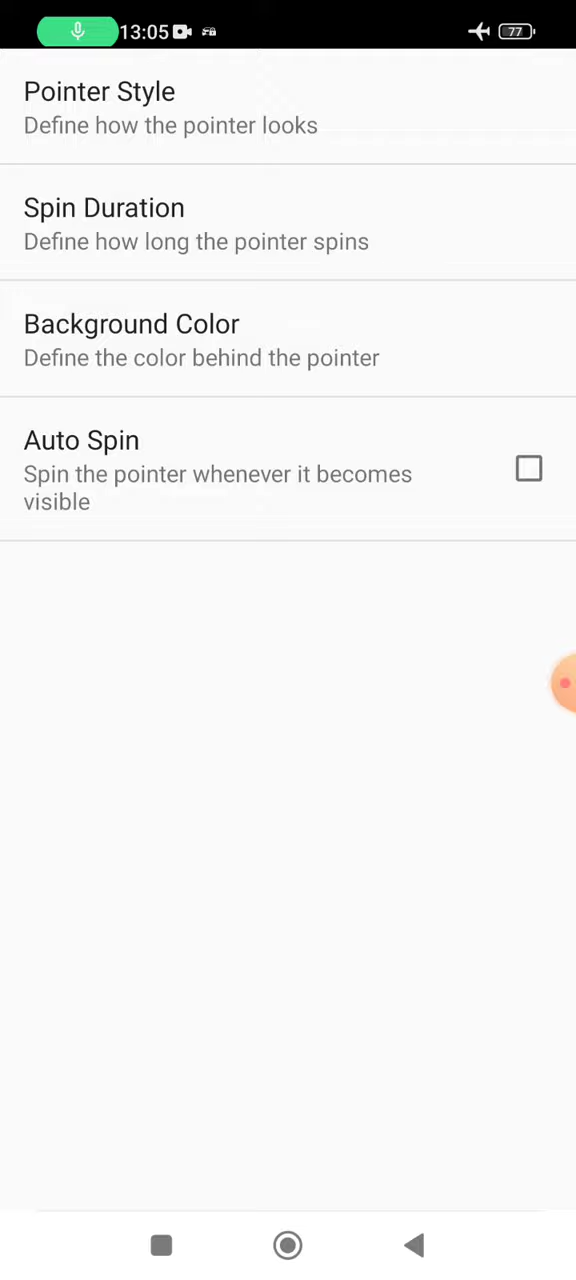 13:05
77
Pointer Style
Define how the pointer looks
Spin Duration
Define how long the pointer spins
Background Color
Define the color behind the pointer
Auto Spin
Spin the pointer whenever it becomes
visible